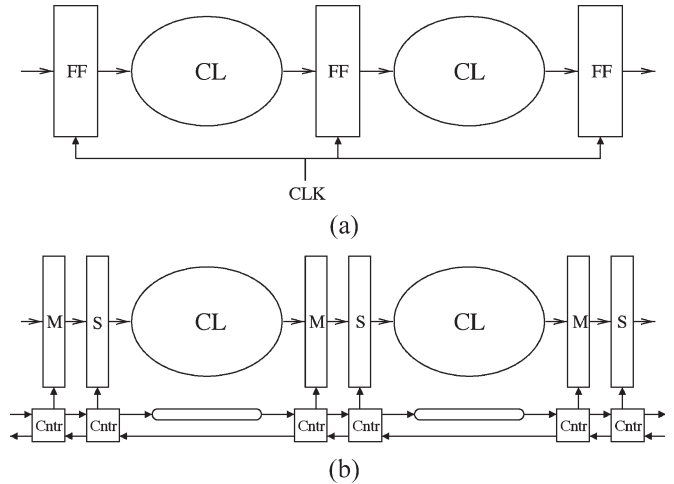 FF CL FF CL FF
CLK
(a)
M S CL M S CL M S
Cntr Cntr Cntr Cntr Cntr Cntr
(b)